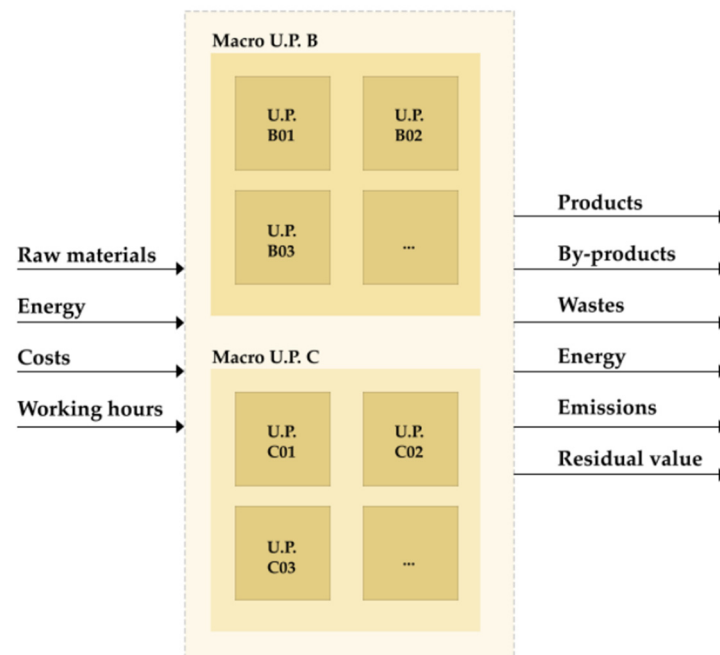 Macro U.P. B
U.P.
B01
U.P.
B02
U.P.
B03
...
Raw materials
Energy
Costs
Working hours
Macro U.P. C
U.P.
C01
U.P.
C02
U.P.
C03
...
Products
By-products
Wastes
Energy
Emissions
Residual value